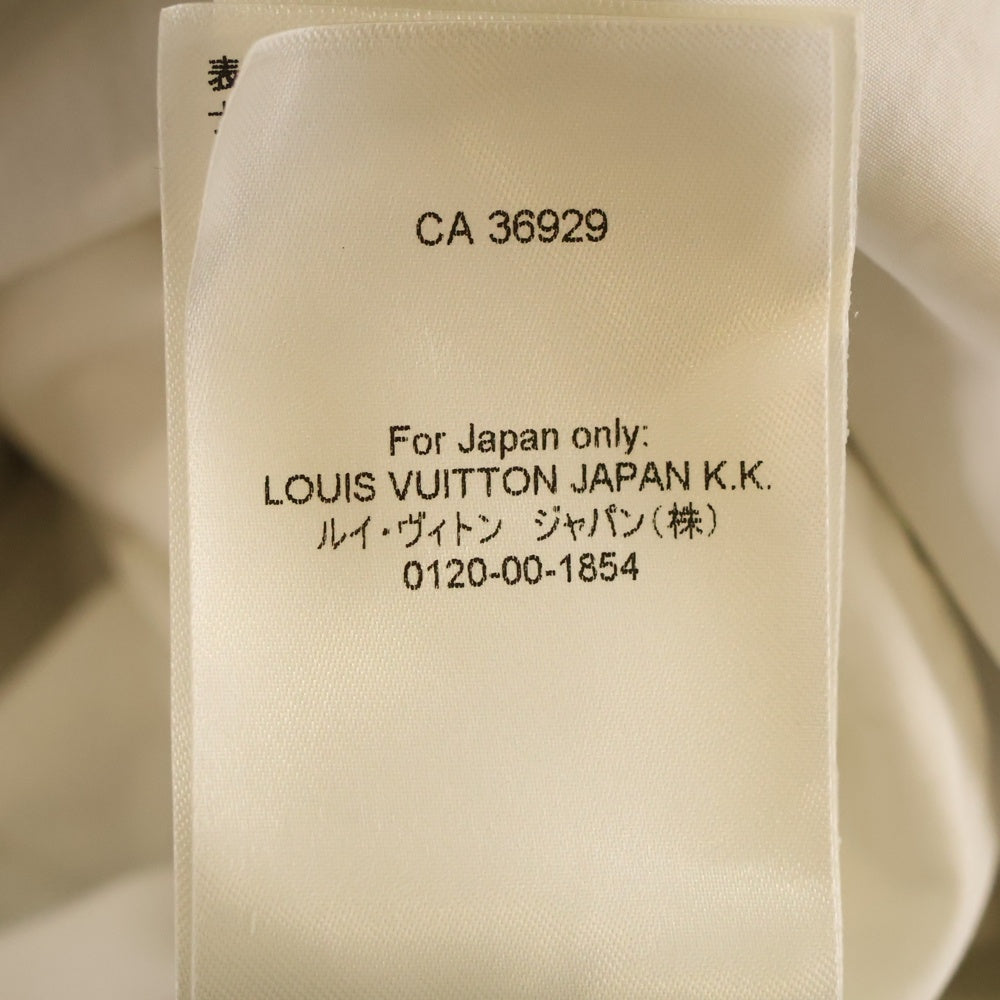 表
CA 36929
For Japan only:
LOUIS VUITTON JAPAN K.K.
ルイ・ヴィトン ジャパン(株)
0120-00-1854